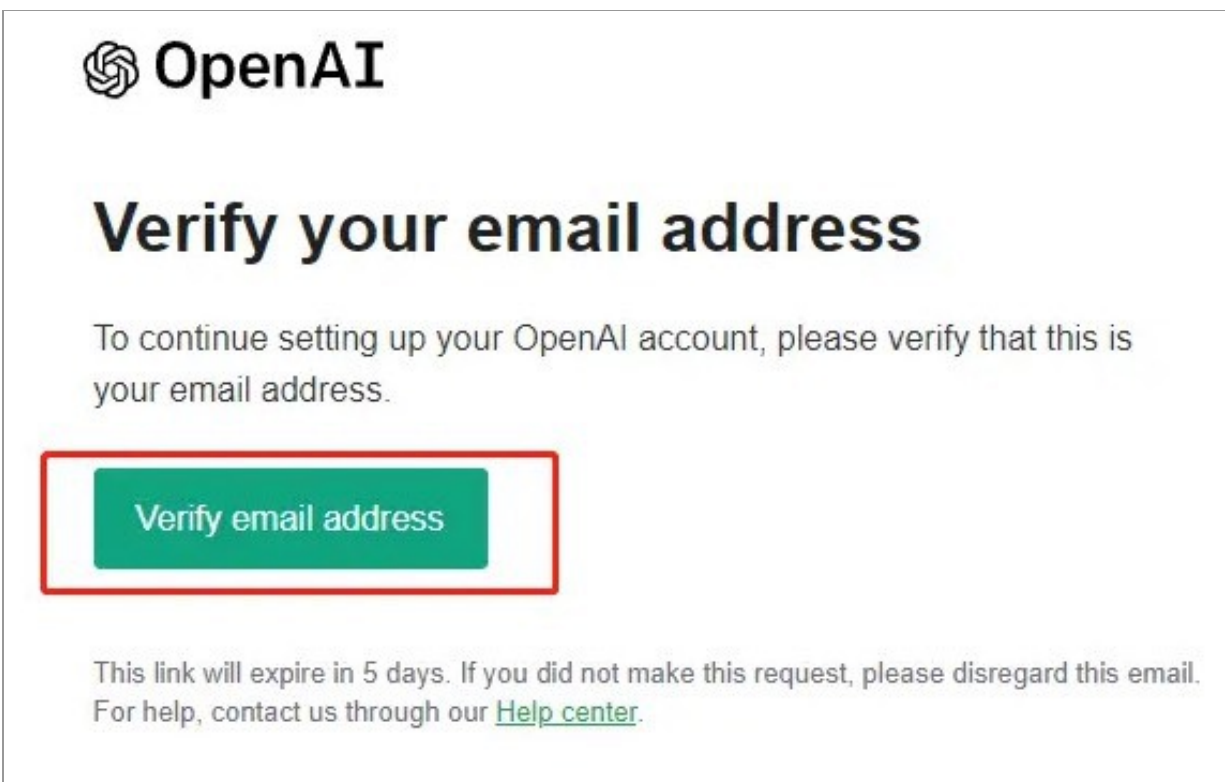 OpenAI
Verify your email address
To continue setting up your OpenAI account, please verify that this is
your email address.
Verify email address
This link will expire in 5 days. If you did not make this request, please disregard this email.
For help, contact us through our Help center.